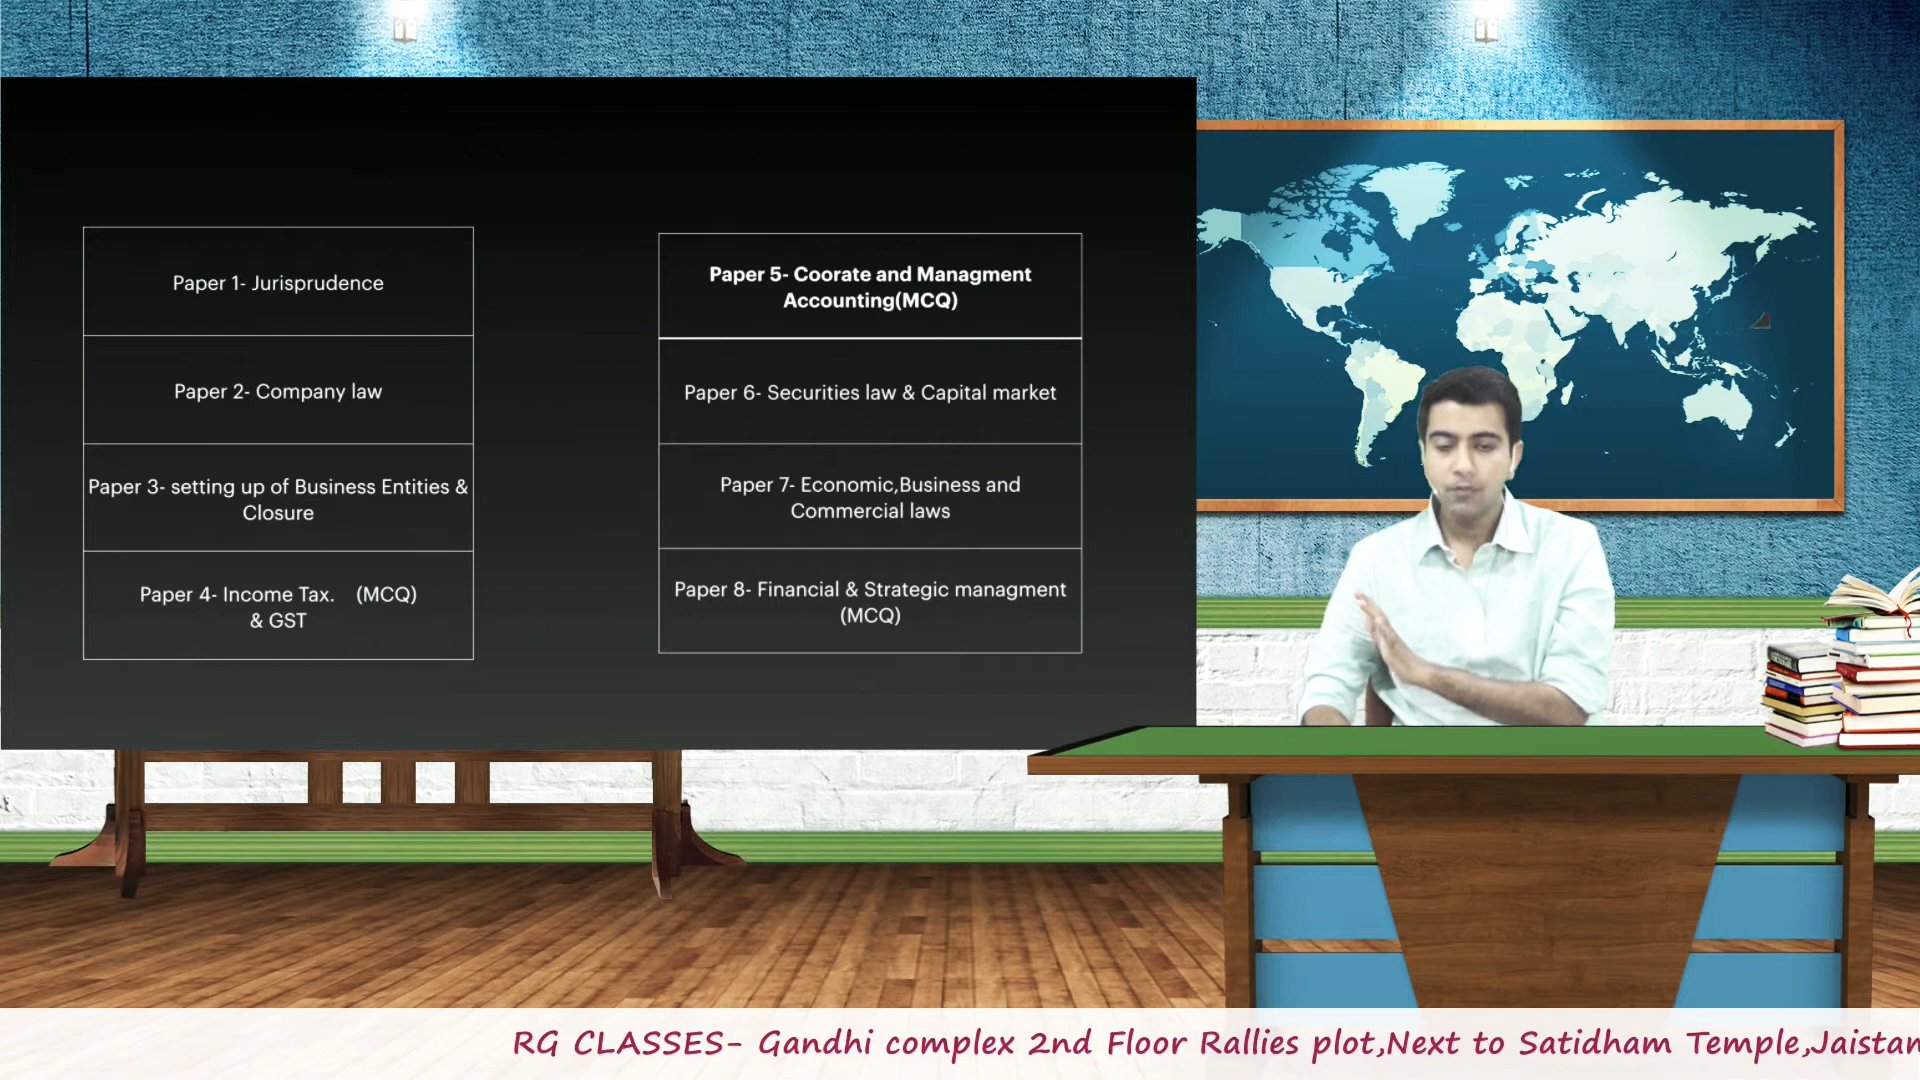 Paper 1- Jurisprudence
Paper 2- Company law
Paper 3- setting up of Business Entities &
Closure
Paper 4- Income Tax. (MCQ)
& GST
Paper 5- Coorate and Managment
Accounting(MCQ)
Paper 6- Securities law & Capital market
Paper 7- Economic,Business and
Commercial laws
Paper 8- Financial & Strategic managment
(MCQ)
RG CLASSES- Gandhi complex 2nd Floor Rallies plot,Next to Satidham Temple,